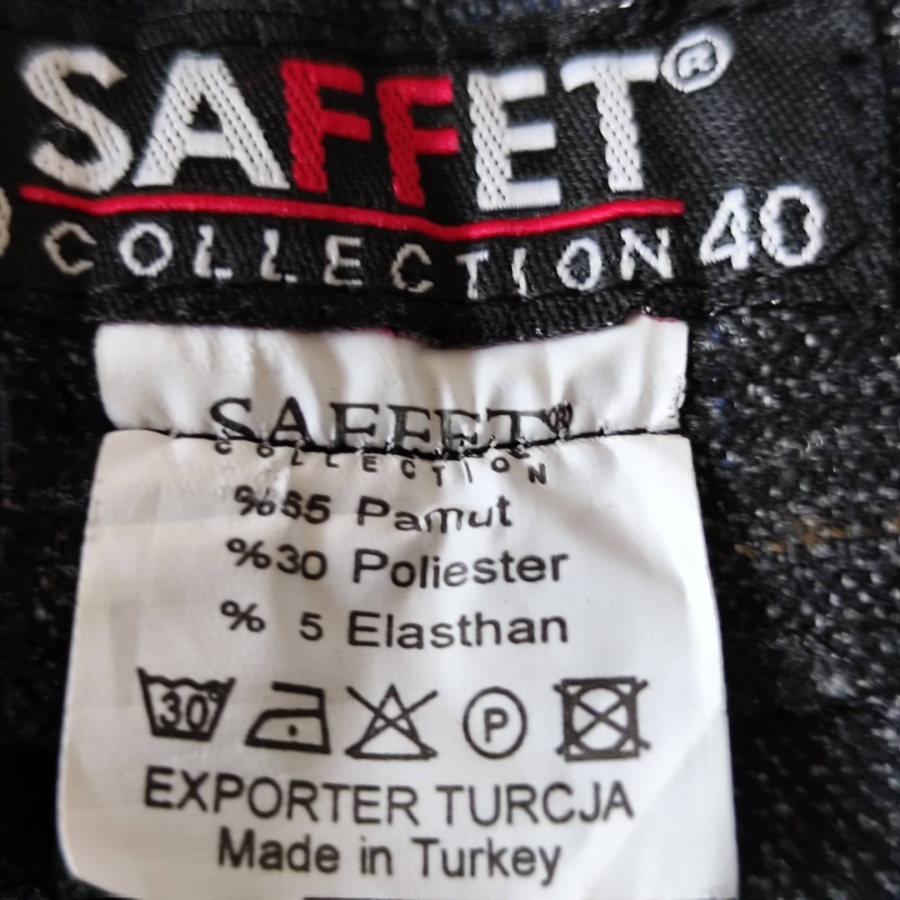 SAFFET®
COLLECTION 40
SAFFET®
COLLECTION
%65 Pamut
%30 Poliester
% 5 Elasthan
30°
P
EXPORTER TURCJA
Made in Turkey